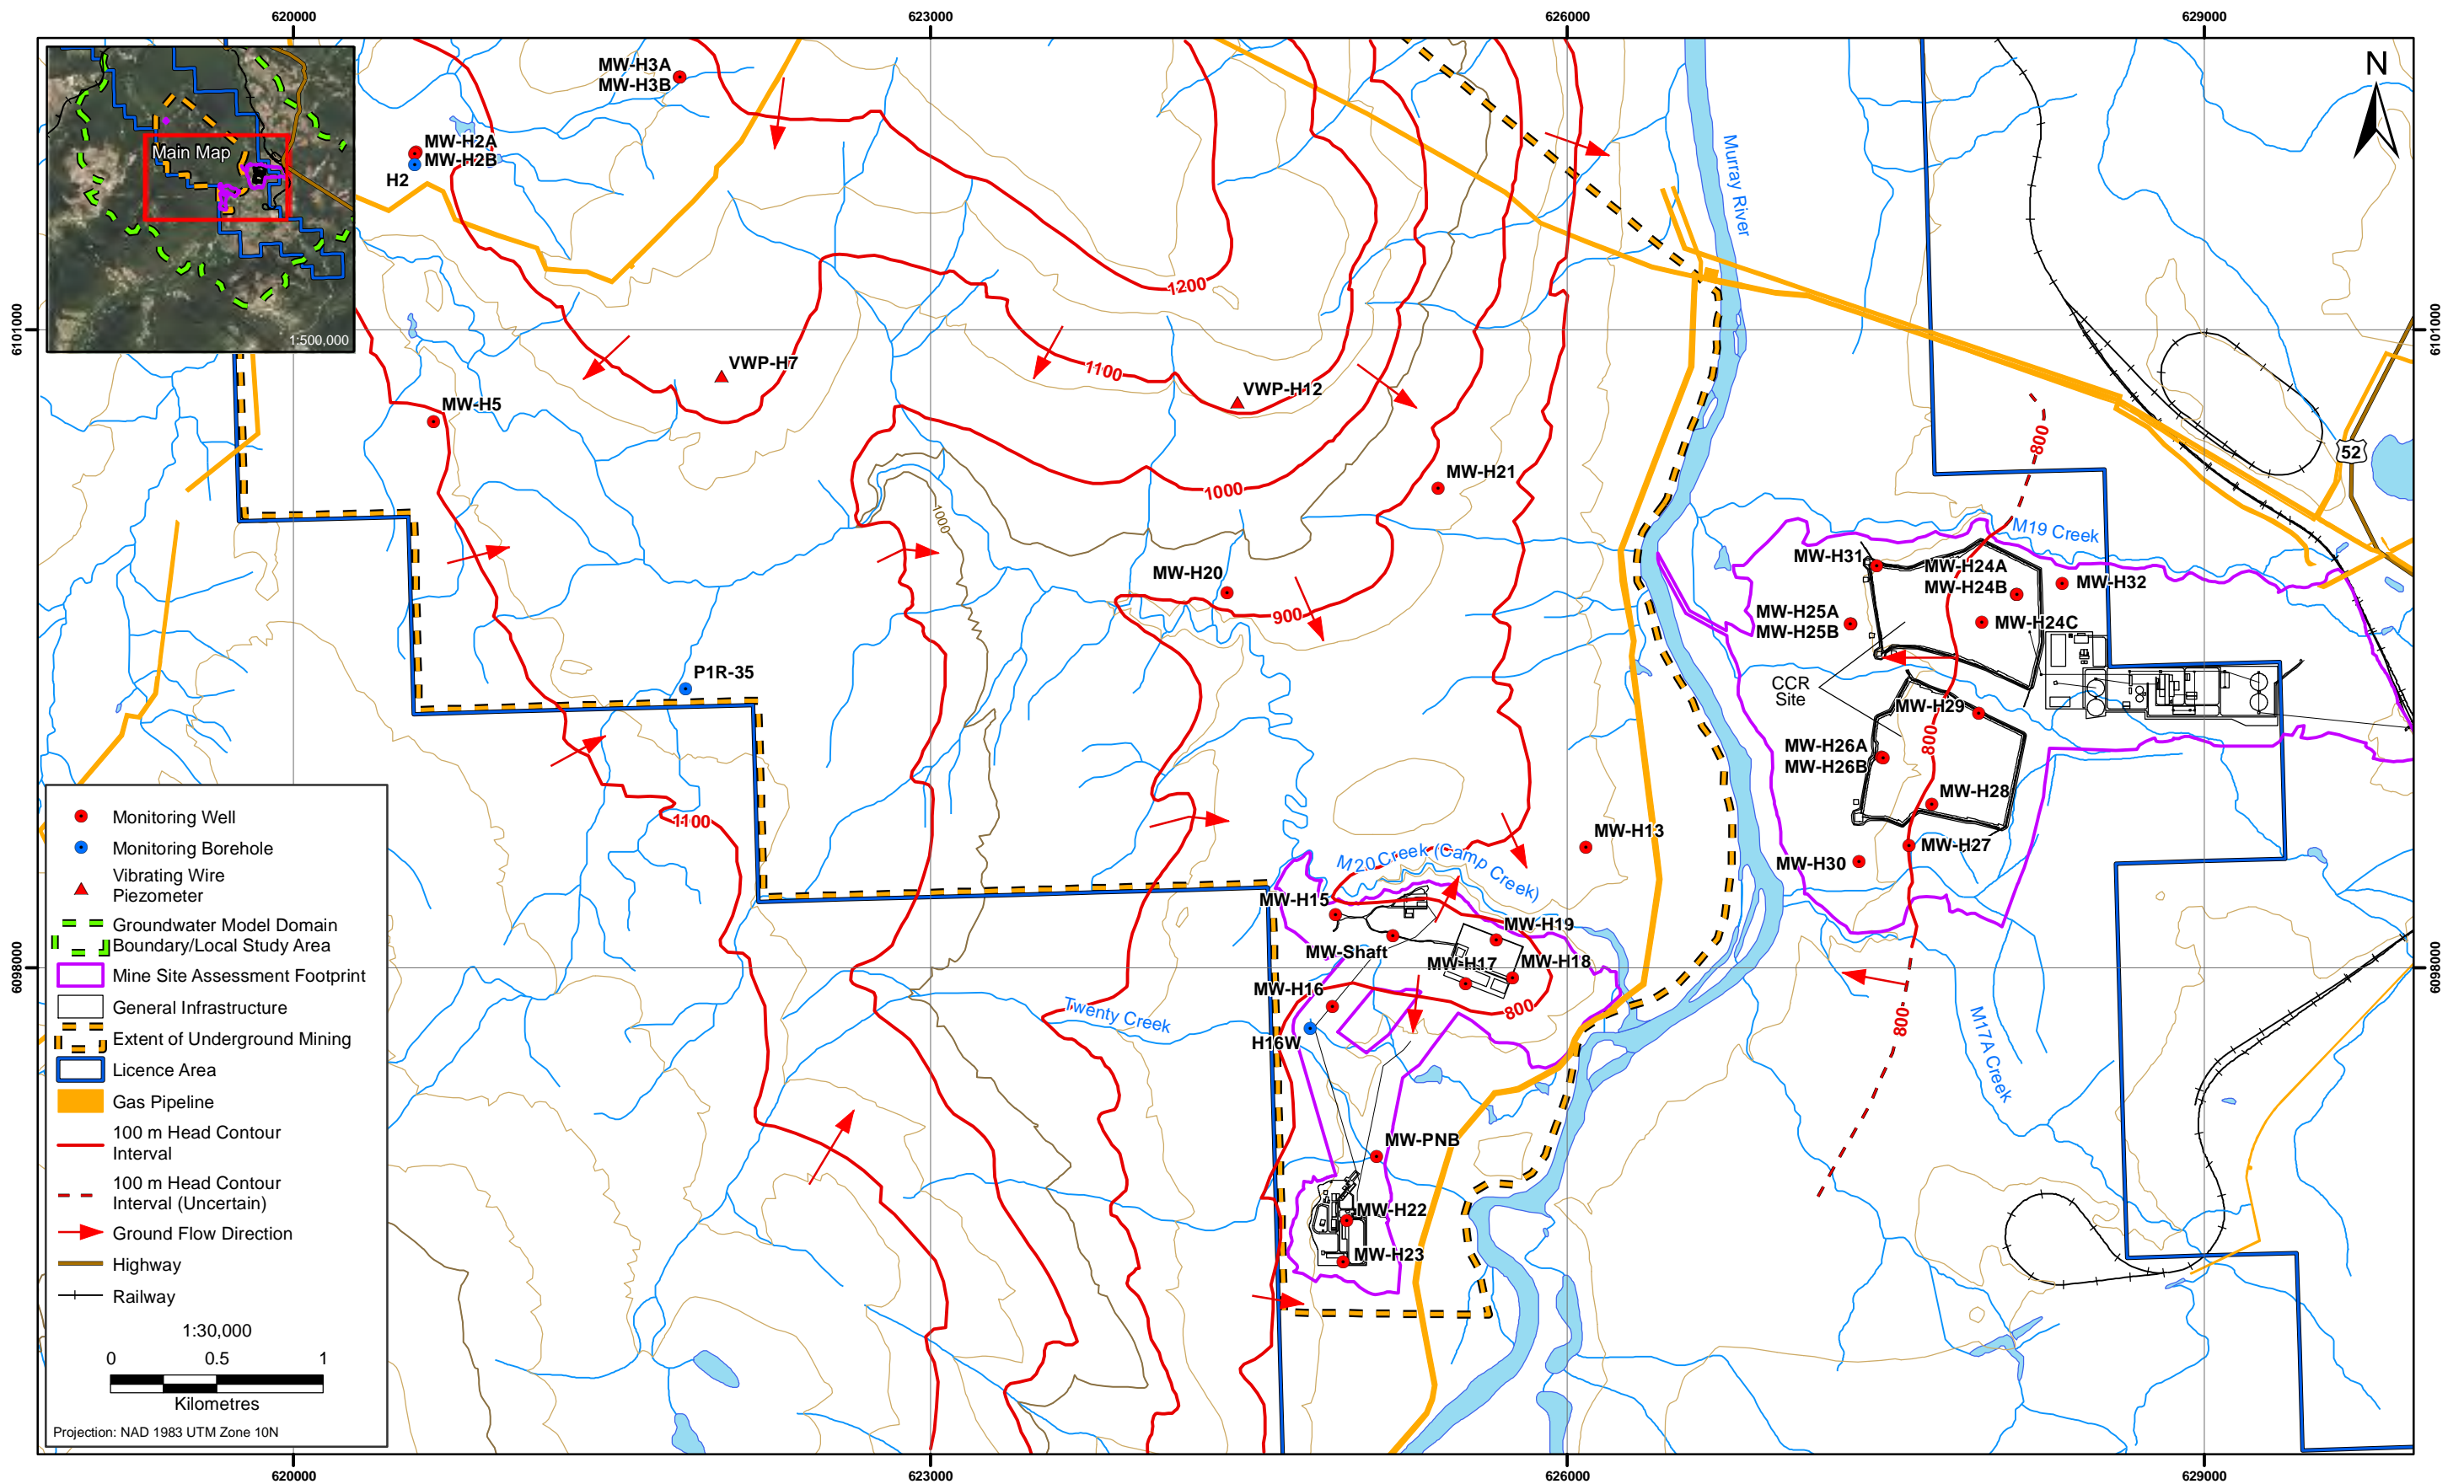 620000
623000
626000
629000
6101000
6098000
Main Map
1:500,000
N
MW-H3A
MW-H3B
MW-H2A
MW-H2B
H2
Murray River
1200
6101000
VWP-H7
1100
VWP-H12
MW-H5
52
800
MW-H21
1000
1000
M19 Creek
MW-H31
MW-H24A
MW-H24B
MW-H32
MW-H20
900
MW-H25A
MW-H25B
MW-H24C
P1R-35
CCR
Site
MW-H29
800
MW-H26A
MW-H26B
MW-H28
1100
MW-H13
MW-H27
MW-H30
M20 Creek (Camp Creek)
MW-H15
MW-H19
MW-Shaft
MW-H17
MW-H18
6098000
MW-H16
800
Twenty Creek
H16W
800
M17A Creek
MW-PNB
MW-H22
MW-H23
Monitoring Well
Monitoring Borehole
Vibrating Wire
Piezometer
Groundwater Model Domain
Boundary/Local Study Area
Mine Site Assessment Footprint
General Infrastructure
Extent of Underground Mining
Licence Area
Gas Pipeline
100 m Head Contour
Interval
100 m Head Contour
Interval (Uncertain)
Ground Flow Direction
Highway
Railway
1:30,000
0 0.5 1
Kilometres
Projection: NAD 1983 UTM Zone 10N
620000
623000
626000
629000